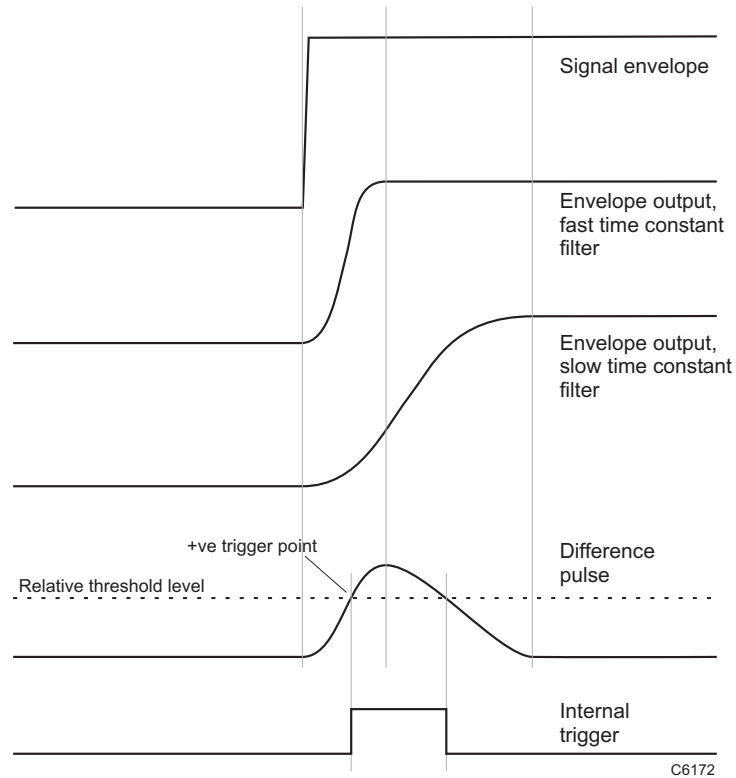 Signal envelope
Envelope output,
fast time constant
filter
Envelope output,
slow time constant
filter
+ve trigger point
Difference
pulse
Relative threshold level
Internal
trigger
C6172